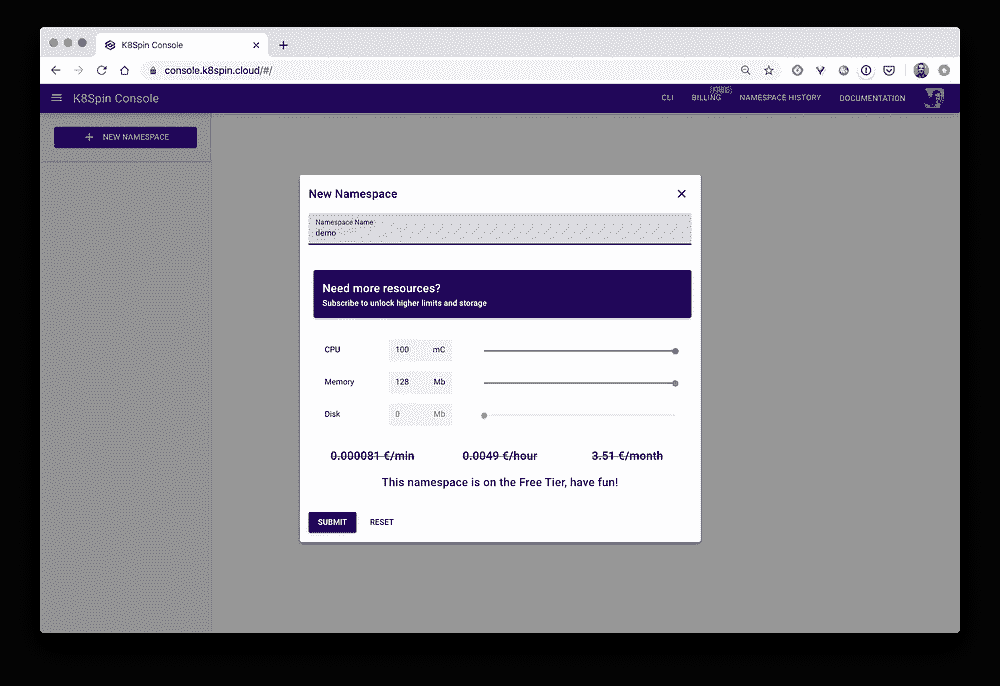 K8Spin Console
console.k8spin.cloud/#/
K8Spin Console
CLI
BILLING
NAMESPACE HISTORY
DOCUMENTATION
+ NEW NAMESPACE
New Namespace
Namespace Name
demo
Need more resources?
Subscribe to unlock higher limits and storage
CPU 100 mC
Memory 128 Mb
Disk 0 Mb
0.000081 €/min 0.0049 €/hour 3.51 €/month
This namespace is on the Free Tier, have fun!
SUBMIT RESET